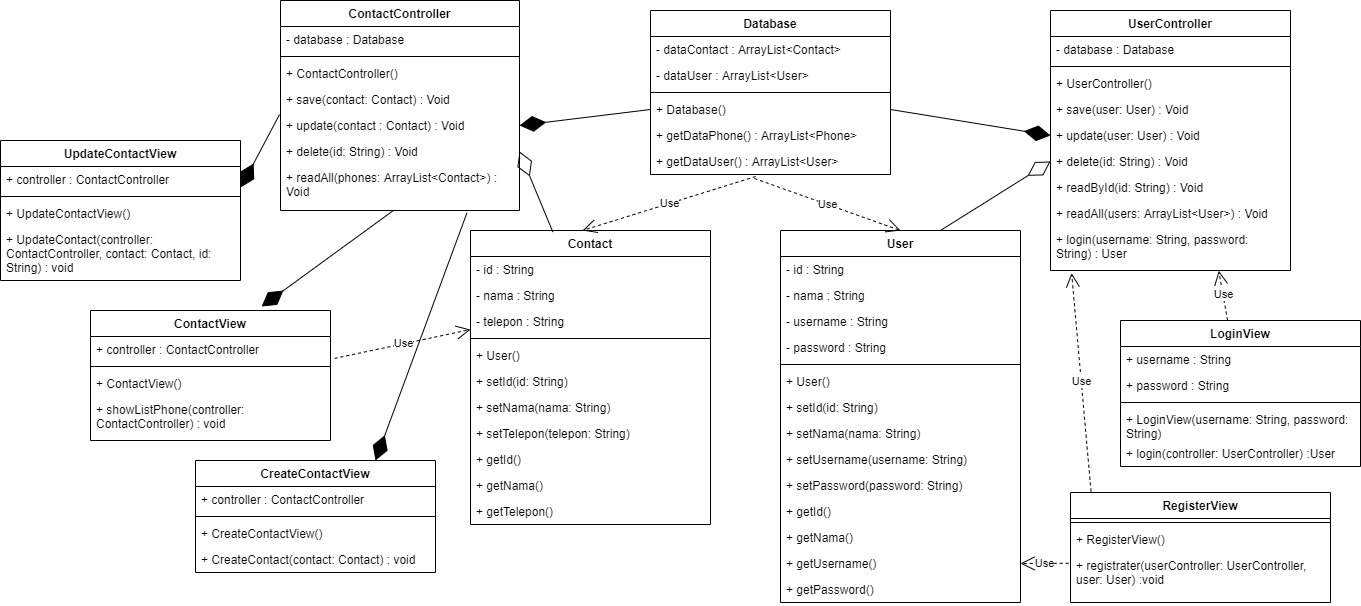 ContactController
- database : Database
+ ContactController()
+ save(contact: Contact) : Void
+ update(contact : Contact) : Void
+ delete(id: String) : Void
+ readAll(phones: ArrayList<Contact>) :
Void
Database
- dataContact : ArrayList<Contact>
- dataUser : ArrayList<User>
+ Database()
+ getDataPhone() : ArrayList<Phone>
+ getDataUser() : ArrayList<User>
UserController
- database : Database
+ UserController()
+ save(user: User) : Void
+ update(user: User) : Void
+ delete(id: String) : Void
+ readById(id: String) : Void
+ readAll(users: ArrayList<User>) : Void
+ login(username: String, password:
String) : User
UpdateContactView
+ controller : ContactController
+ UpdateContactView()
+ UpdateContact(controller:
ContactController, contact: Contact, id:
String) : void
Use
Use
Contact
- id : String
- nama : String
- telepon : String
+ User()
+ setId(id: String)
+ setNama(nama: String)
+ setTelepon(telepon: String)
+ getId()
+ getNama()
+ getTelepon()
User
- id : String
- nama : String
- username : String
- password : String
+ User()
+ setId(id: String)
+ setNama(nama: String)
+ setUsername(username: String)
+ setPassword(password: String)
+ getId()
+ getNama()
+ getUsername()
+ getPassword()
ContactView
+ controller : ContactController
+ ContactView()
+ showListPhone(controller:
ContactController) : void
Use
Use
LoginView
+ username : String
+ password : String
+ LoginView(username: String, password:
String)
+ login(controller: UserController) :User
Use
CreateContactView
+ controller : ContactController
+ CreateContactView()
+ CreateContact(contact: Contact) : void
RegisterView
+ RegisterView()
+ registrater(userController: UserController,
user: User) :void
Use